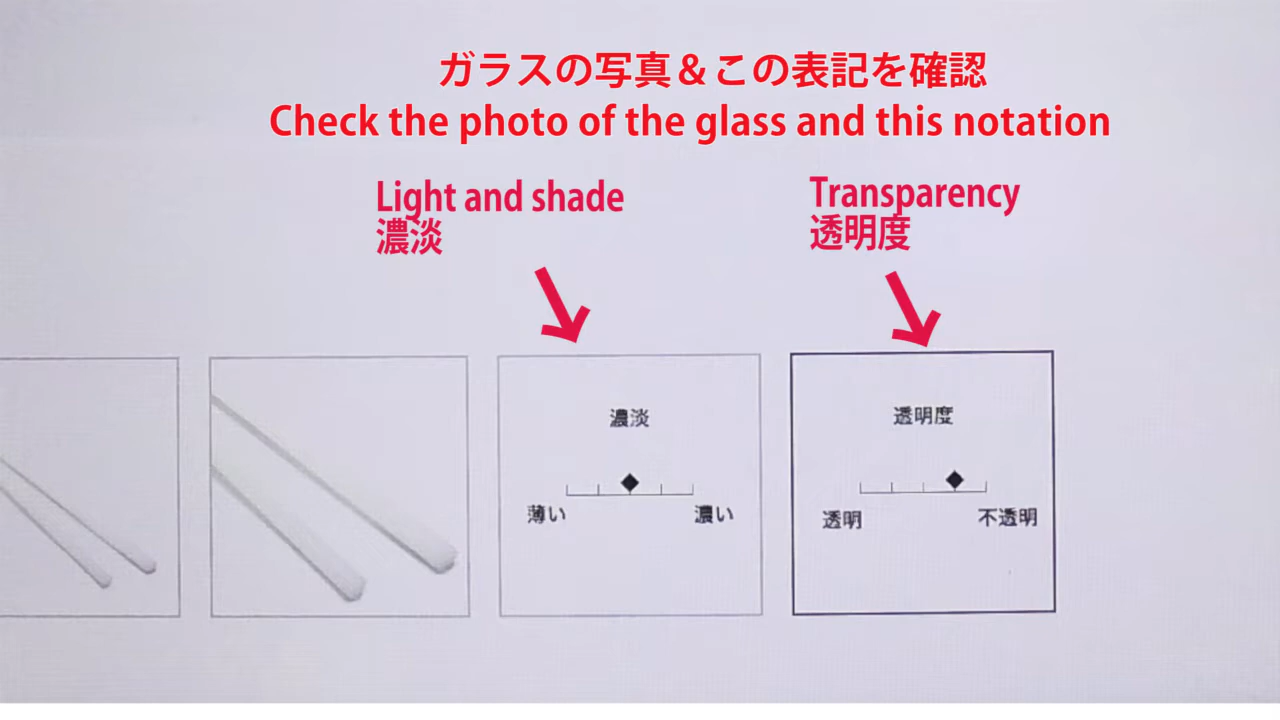 ガラスの写真＆この表記を確認
Check the photo of the glass and this notation
Light and shade
濃淡
Transparency
透明度
濃淡
薄い 濃い
透明度
透明 不透明